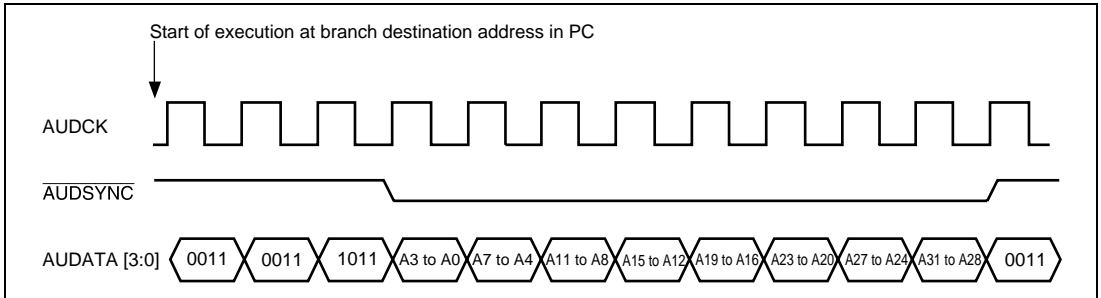 Start of execution at branch destination address in PC
AUDCK
AUDSYNC
AUDATA [3:0] 0011 0011 1011 A3 to A0 A7 to A4 A11 to A8 A15 to A12 A19 to A16 A23 to A20 A27 to A24 A31 to A28 0011